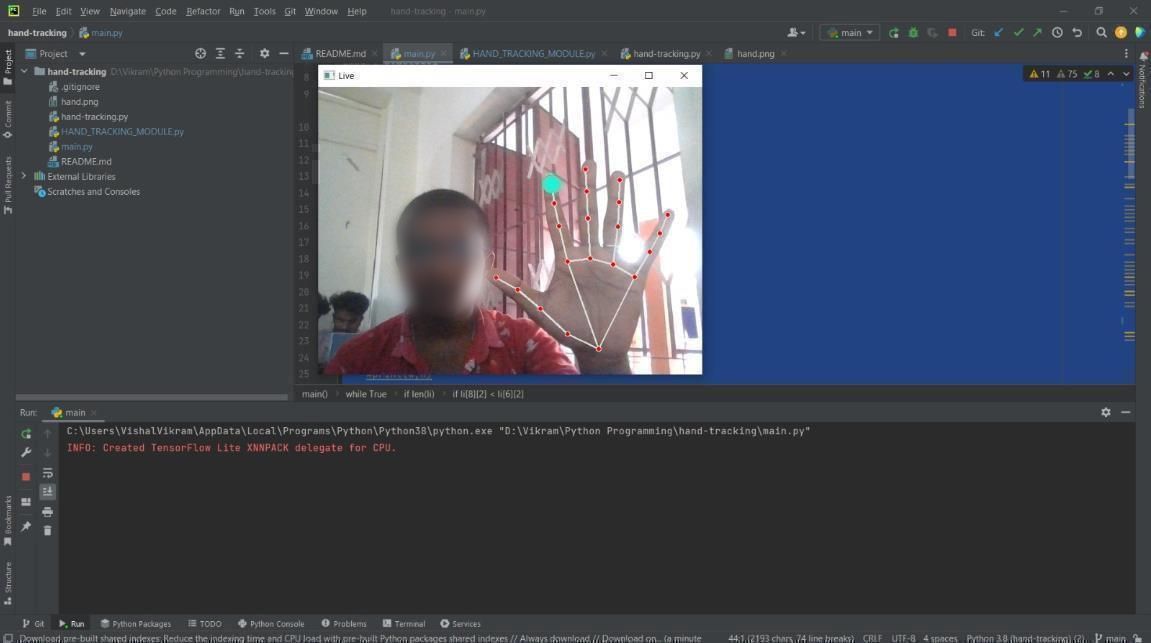 File Edit View Navigate Code Refactor Run Tools Git Window Help hand-tracking - main.py
hand-tracking main.py main Git:
Project README.md main.py HAND_TRACKING_MODULE.py hand-tracking.py hand.png
hand-tracking D:\Vikram\Python Programming\hand-tracking
.gitignore
hand.png
hand-tracking.py
HAND_TRACKING_MODULE.py
main.py
README.md
External Libraries
Scratches and Consoles
Project
Commit
Pull Requests
Bookmarks
Structure
8
9
10
11
12
13
14
15
16
17
18
19
20
21
22
23
24
25
Live
11 75 8
Notifications
main() while True if len(li) if li[8][2] < li[6][2]
Run: main
C:\Users\VishalVikram\AppData\Local\Programs\Python\Python38\python.exe "D:\Vikram\Python Programming\hand-tracking\main.py"
INFO: Created TensorFlow Lite XNNPACK delegate for CPU.
Git Run Python Packages TODO Python Console Problems Terminal Services
Download pre-built shared indexes: Reduce the indexing time and CPU load with pre-built Python packages shared indexes // Always download // Download on... (a minute 44:1 (2193 chars, 74 line breaks) CRLF UTF-8 4 spaces Python 3.8 (hand-tracking) (2) main